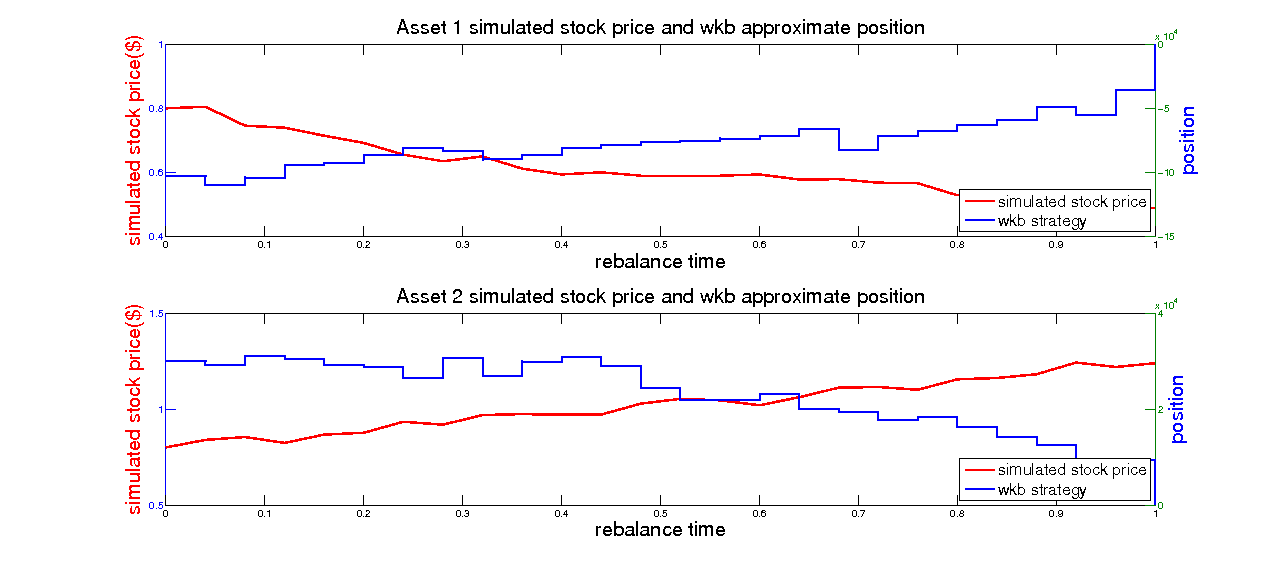 Asset 1 simulated stock price and wkb approximate position
x 10^4
simulated stock price($)
1
0.8
0.6
0.4
0
−5
−10
−15
position
simulated stock price
wkb strategy
0 0.1 0.2 0.3 0.4 0.5 0.6 0.7 0.8 0.9 1
rebalance time
Asset 2 simulated stock price and wkb approximate position
x 10^4
simulated stock price($)
1.5
1
0.5
4
2
0
position
simulated stock price
wkb strategy
0 0.1 0.2 0.3 0.4 0.5 0.6 0.7 0.8 0.9 1
rebalance time